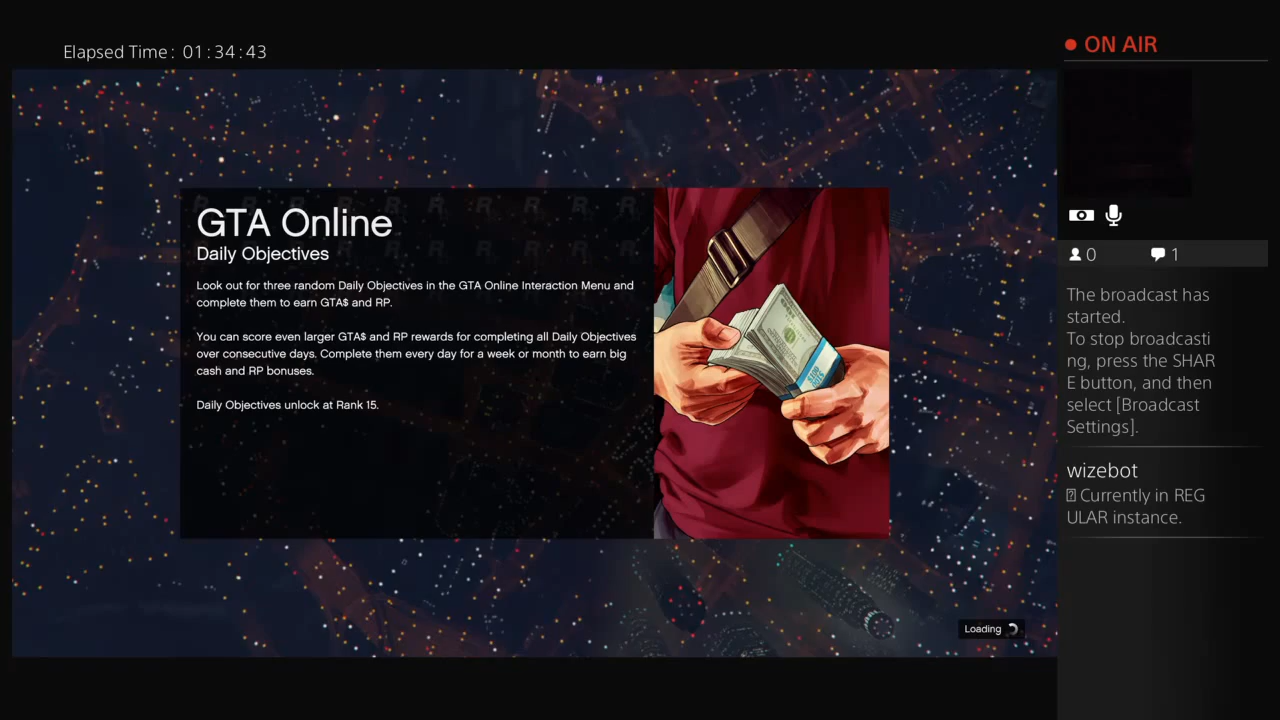 Elapsed Time: 01:34:43
ON AIR
GTA Online
Daily Objectives
Look out for three random Daily Objectives in the GTA Online Interaction Menu and
complete them to earn GTA$ and RP.
You can score even larger GTA$ and RP rewards for completing all Daily Objectives
over consecutive days. Complete them every day for a week or month to earn big
cash and RP bonuses.
Daily Objectives unlock at Rank 15.
Loading
0
1
The broadcast has
started.
To stop broadcasti
ng, press the SHAR
E button, and then
select [Broadcast
Settings].
wizebot
Currently in REG
ULAR instance.